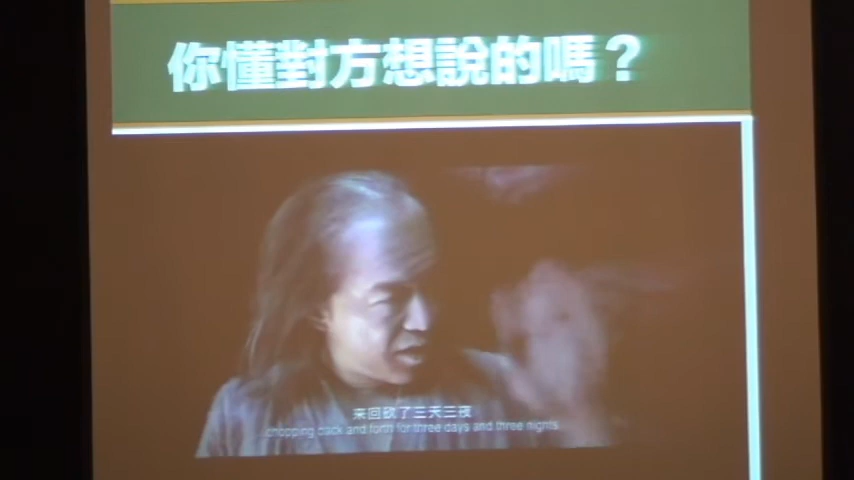 你懂對方想說的嗎？
來回砍了三天三夜
chopping back and forth for three days and three nights